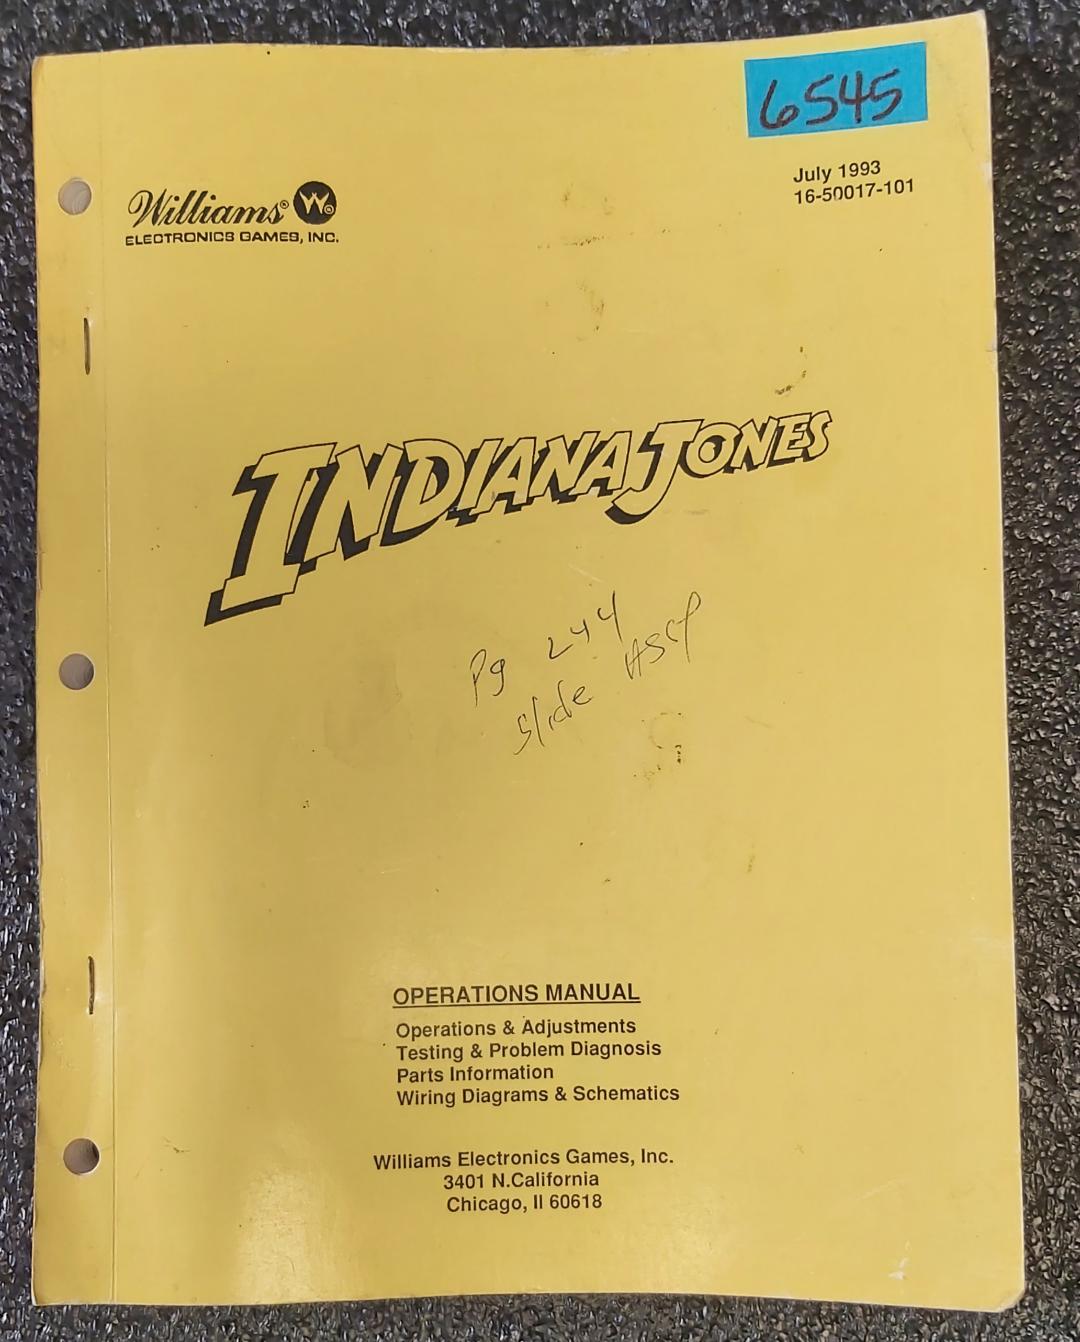 6545
July 1993
16-50017-101
Williams® W®
ELECTRONICS GAMES, INC.
INDIANA JONES
Pg 244
Slide
OPERATIONS MANUAL
Operations & Adjustments
Testing & Problem Diagnosis
Parts Information
Wiring Diagrams & Schematics
Williams Electronics Games, Inc.
3401 N.California
Chicago, Il 60618